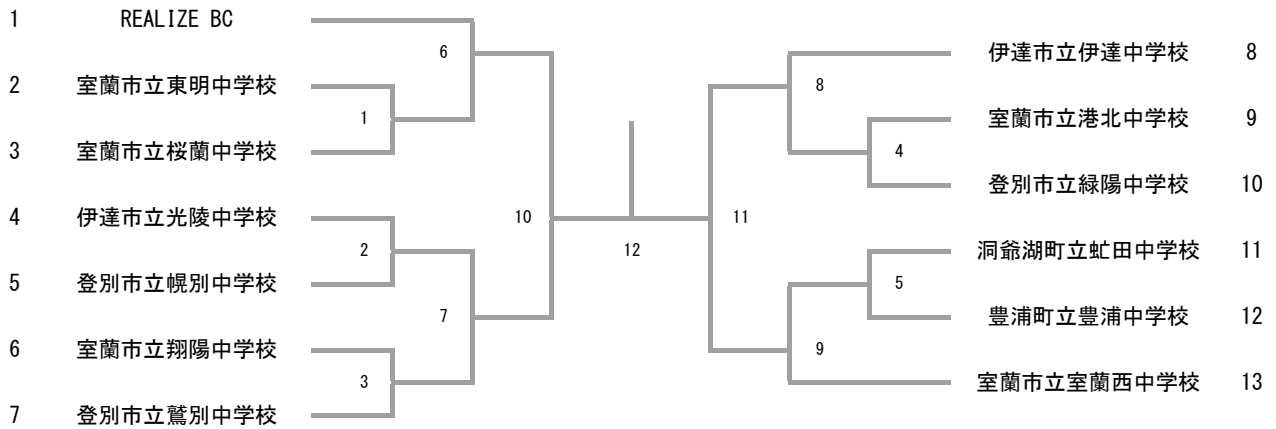 1 REALIZE BC
6
伊達市立伊達中学校 8
2 室蘭市立東明中学校
8
1
室蘭市立港北中学校 9
3 室蘭市立桜蘭中学校
4
登別市立緑陽中学校 10
4 伊達市立光陵中学校
10
11
2
12
洞爺湖町立虻田中学校 11
5 登別市立幌別中学校
5
7
豊浦町立豊浦中学校 12
6 室蘭市立翔陽中学校
9
3
室蘭市立室蘭西中学校 13
7 登別市立鷲別中学校